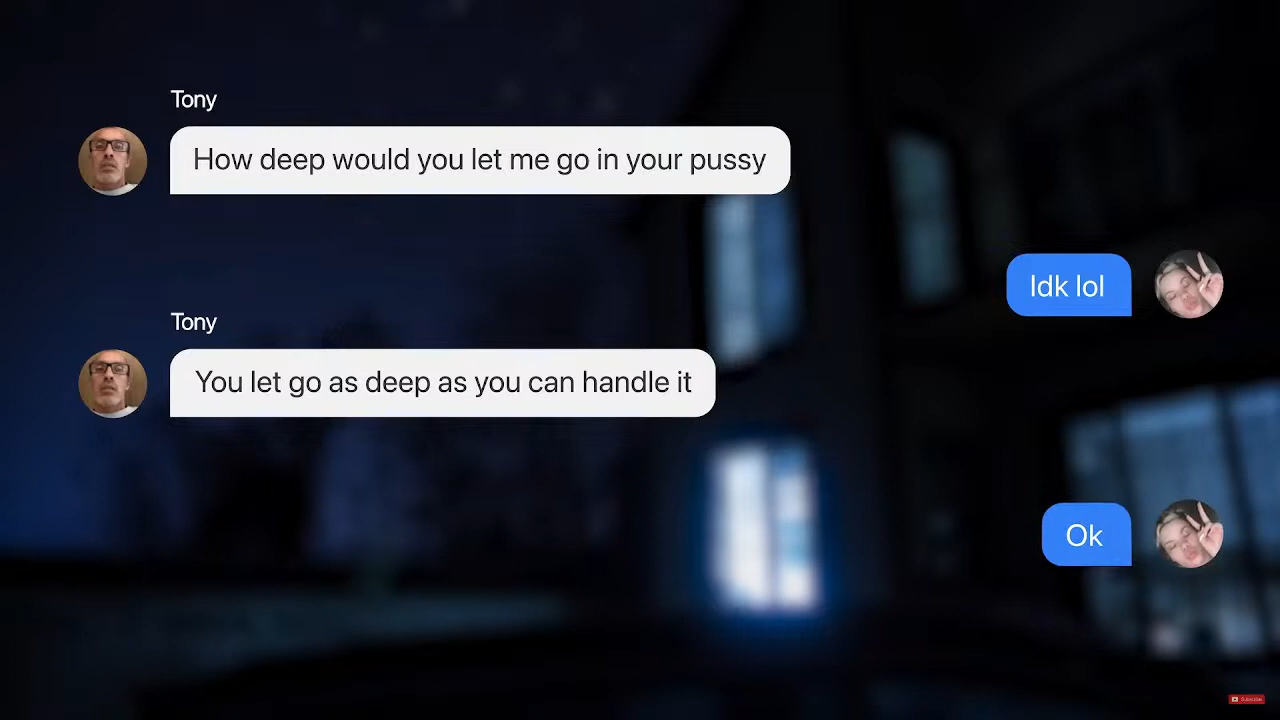 Tony
How deep would you let me go in your pussy
Idk lol
Tony
You let go as deep as you can handle it
Ok
Subscribe